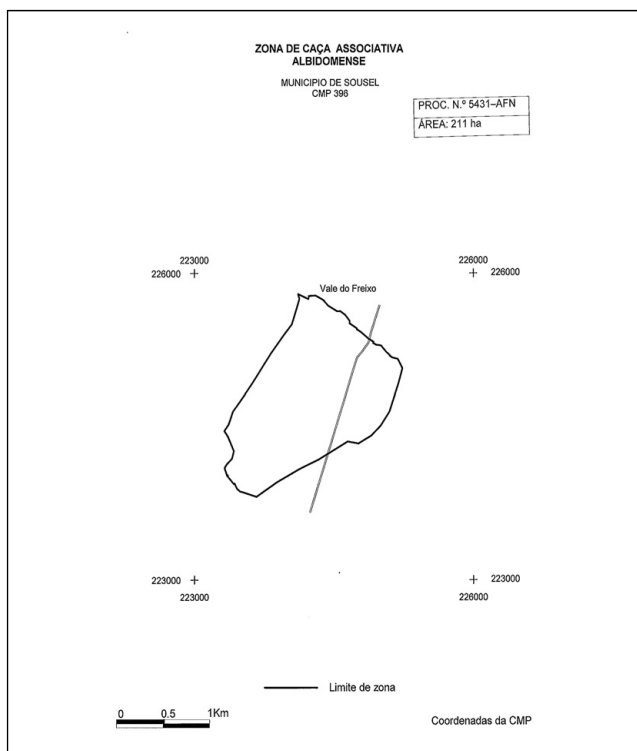 ZONA DE CAÇA ASSOCIATIVA
ALBIDOMENSE
MUNICIPIO DE SOUSEL
CMP 396
PROC. N.º 5431–AFN
ÁREA: 211 ha
223000
226000
226000
226000
Vale do Freixo
223000
223000
223000
226000
Limite de zona
0 0.5 1Km
Coordenadas da CMP